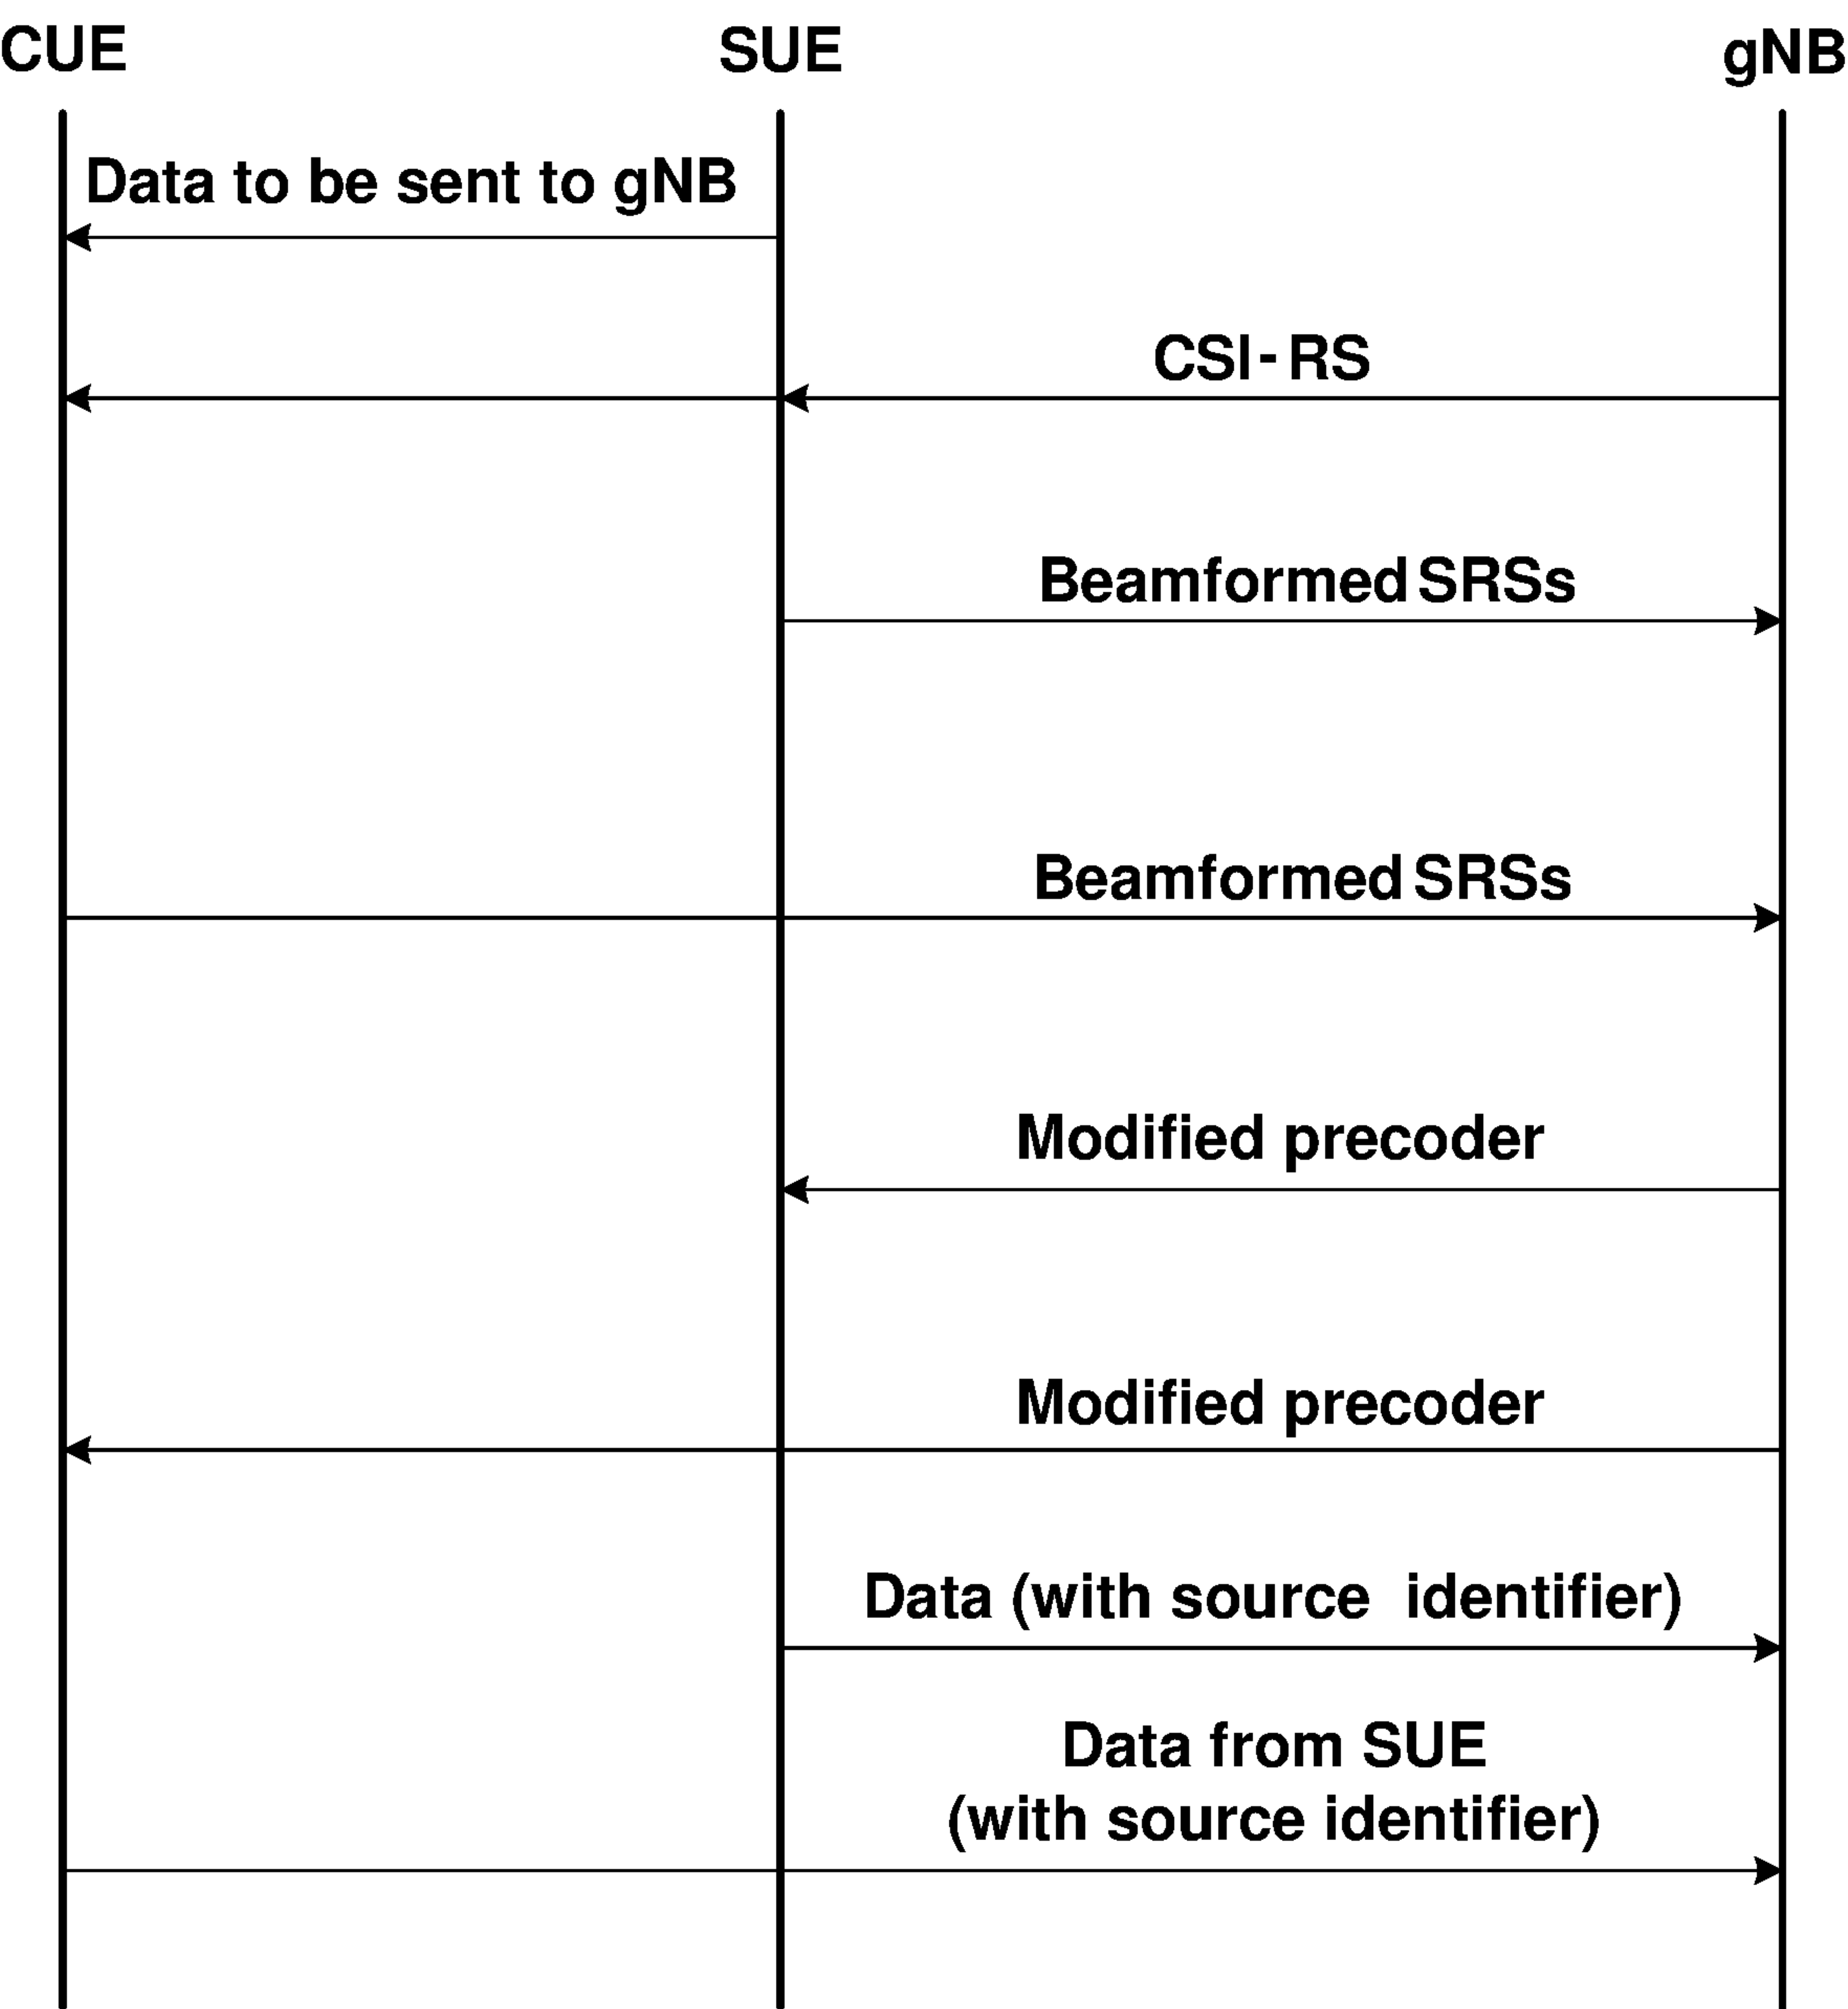 CUE SUE gNB
Data to be sent to gNB
CSI-RS
Beamformed SRSs
Beamformed SRSs
Modified precoder
Modified precoder
Data (with source identifier)
Data from SUE
(with source identifier)